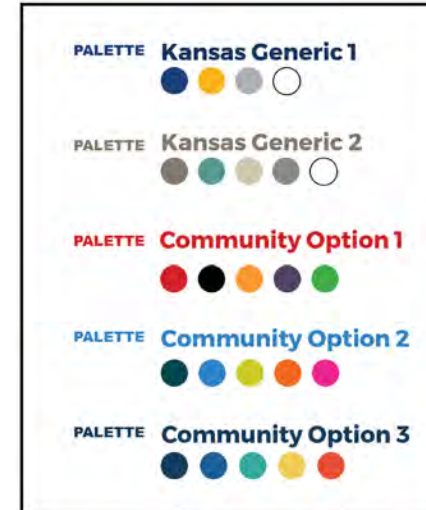 PALETTE Kansas Generic 1
PALETTE Kansas Generic 2
PALETTE Community Option 1
PALETTE Community Option 2
PALETTE Community Option 3